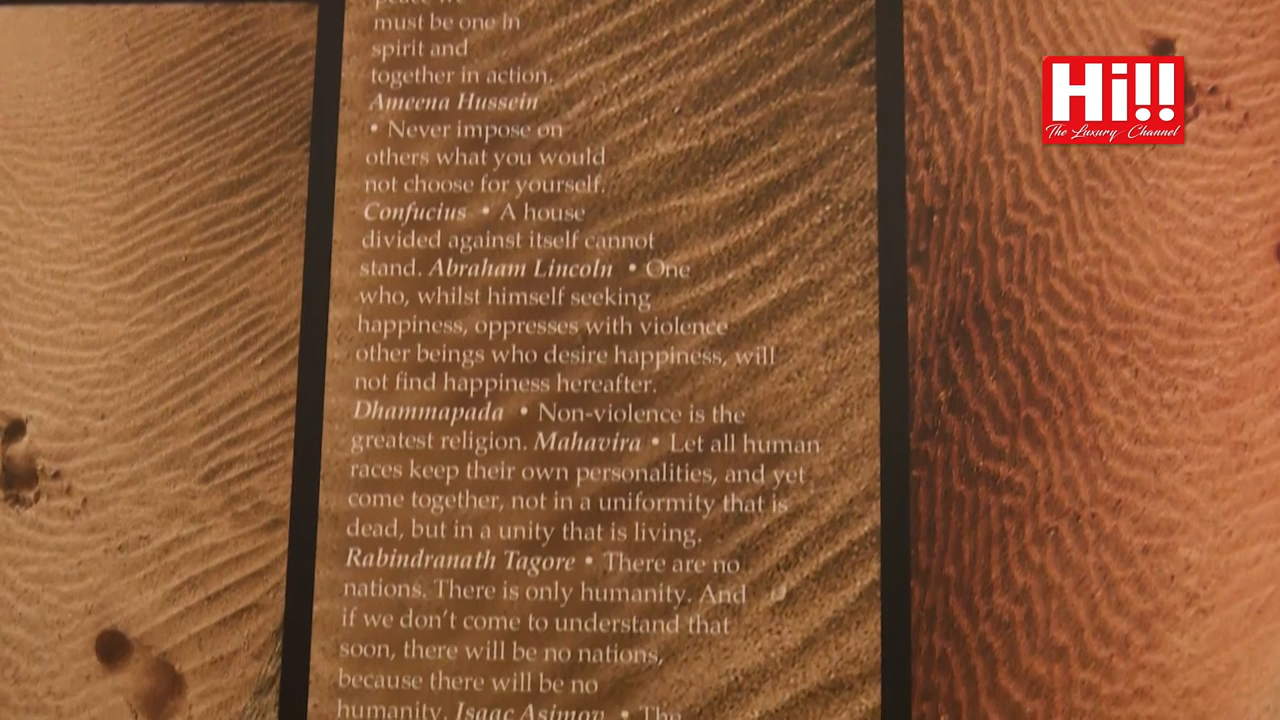 peace we
must be one in
spirit and
together in action.
Ameena Hussein
• Never impose on
others what you would
not choose for yourself.
Confucius • A house
divided against itself cannot
stand. Abraham Lincoln • One
who, whilst himself seeking
happiness, oppresses with violence
other beings who desire happiness, will
not find happiness hereafter.
Dhammapada • Non-violence is the
greatest religion. Mahavira • Let all human
races keep their own personalities, and yet
come together, not in a uniformity that is
dead, but in a unity that is living.
Rabindranath Tagore • There are no
nations. There is only humanity. And
if we don't come to understand that
soon, there will be no nations,
because there will be no
humanity. Isaac Asimov • The
Hi!!
The Luxury Channel